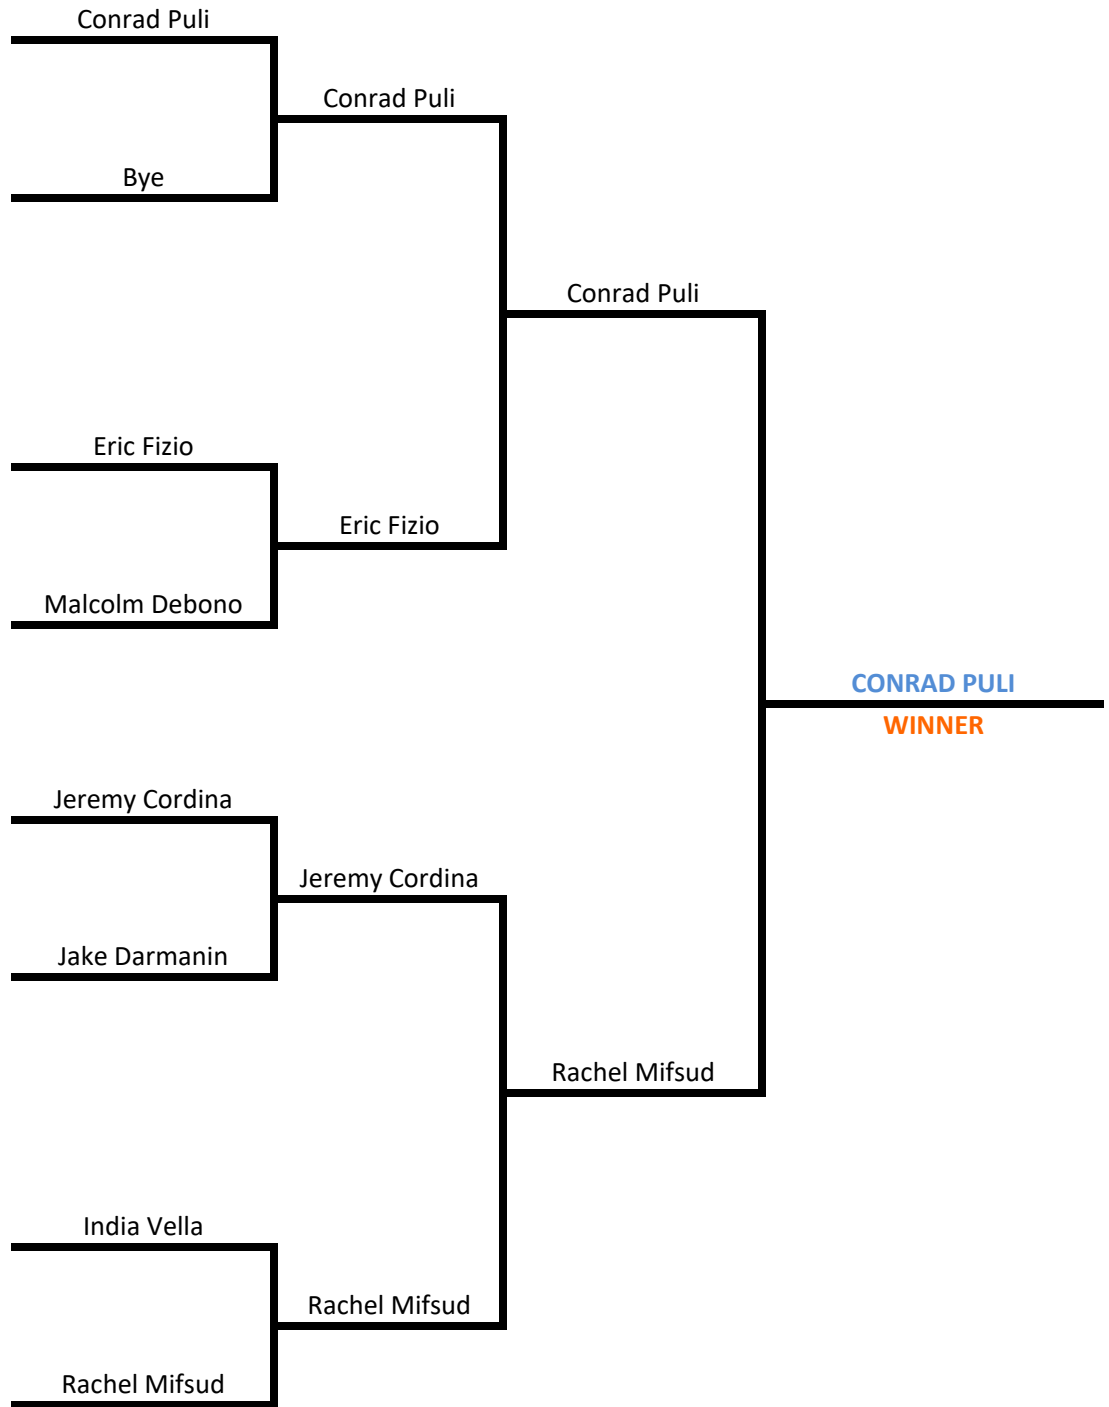 Conrad Puli
Conrad Puli
Bye
Conrad Puli
Eric Fizio
Eric Fizio
Malcolm Debono
CONRAD PULI
WINNER
Jeremy Cordina
Jeremy Cordina
Jake Darmanin
Rachel Mifsud
India Vella
Rachel Mifsud
Rachel Mifsud